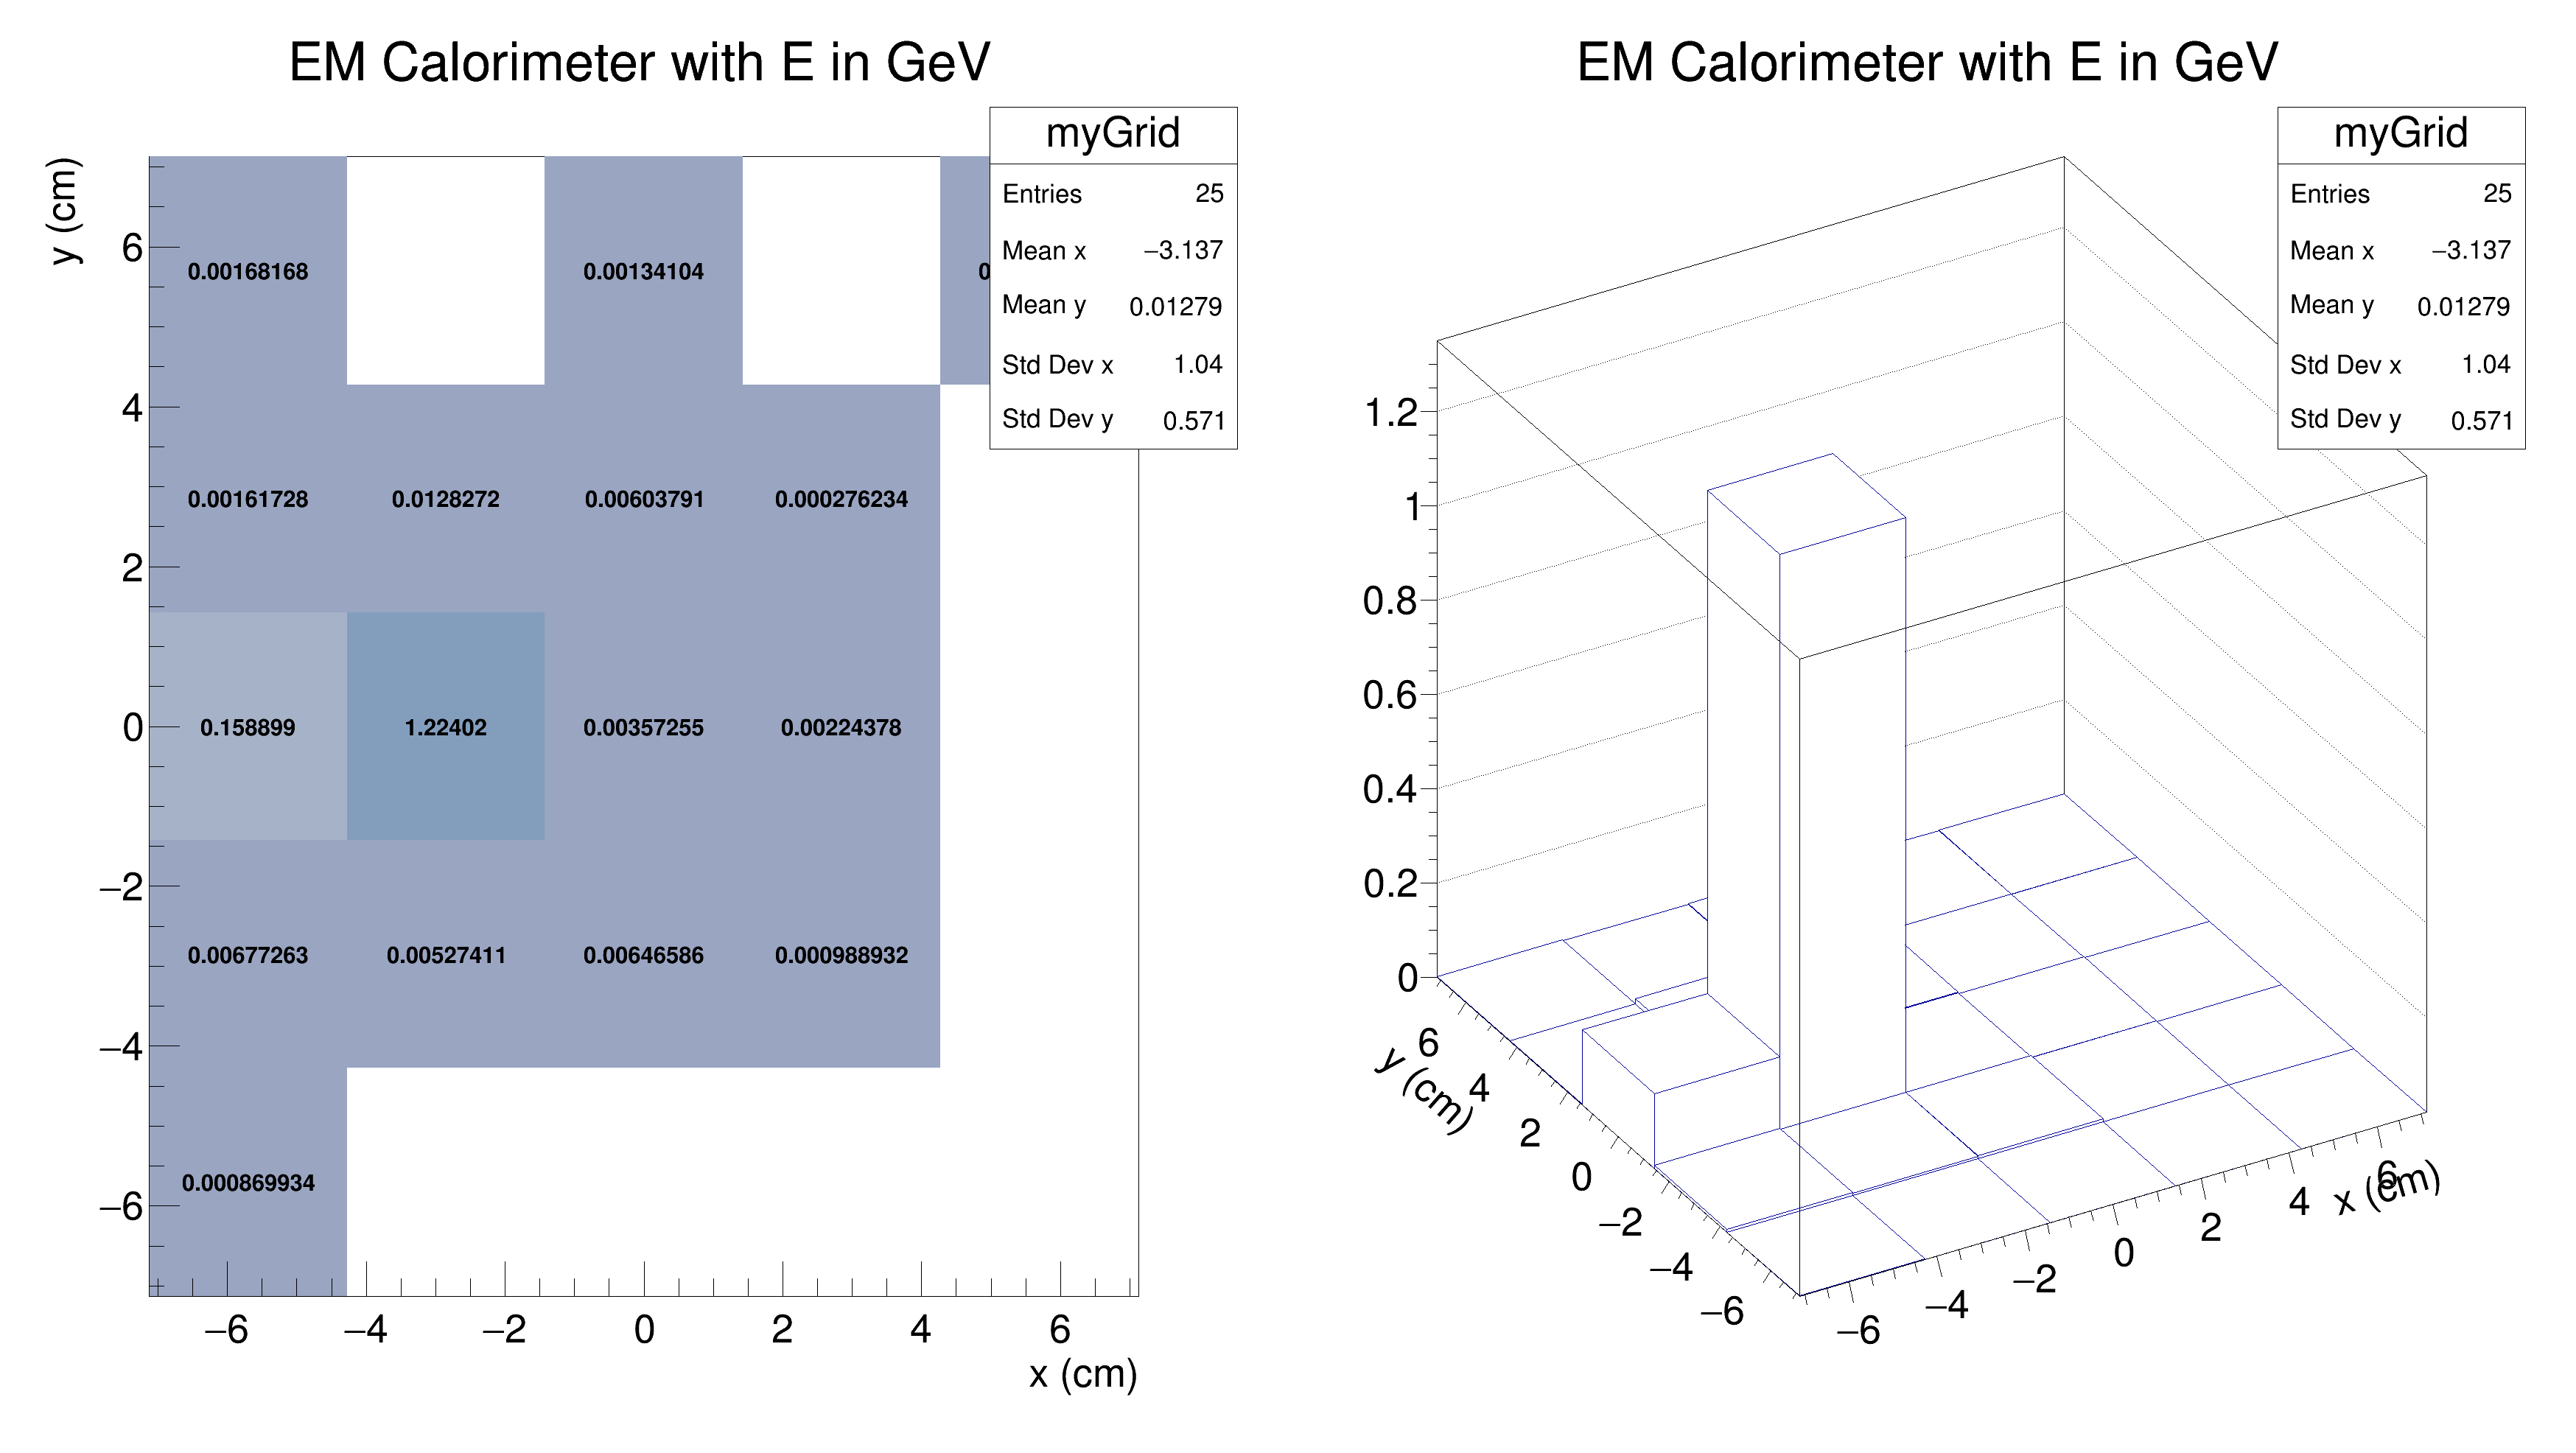 EM Calorimeter with E in GeV
myGrid
Entries 25
Mean x −3.137
Mean y 0.01279
Std Dev x 1.04
Std Dev y 0.571
y (cm)
6
4
2
0
−2
−4
−6
0.00168168 0.00134104 0
0.00161728 0.0128272 0.00603791 0.000276234
0.158899 1.22402 0.00357255 0.00224378
0.00677263 0.00527411 0.00646586 0.000988932
0.000869934
−6 −4 −2 0 2 4 6
x (cm)
EM Calorimeter with E in GeV
myGrid
Entries 25
Mean x −3.137
Mean y 0.01279
Std Dev x 1.04
Std Dev y 0.571
1.2
1
0.8
0.6
0.4
0.2
0
y (cm)
6
4
2
0
−2
−4
−6
−6 −4 −2 0 2 4 6
x (cm)